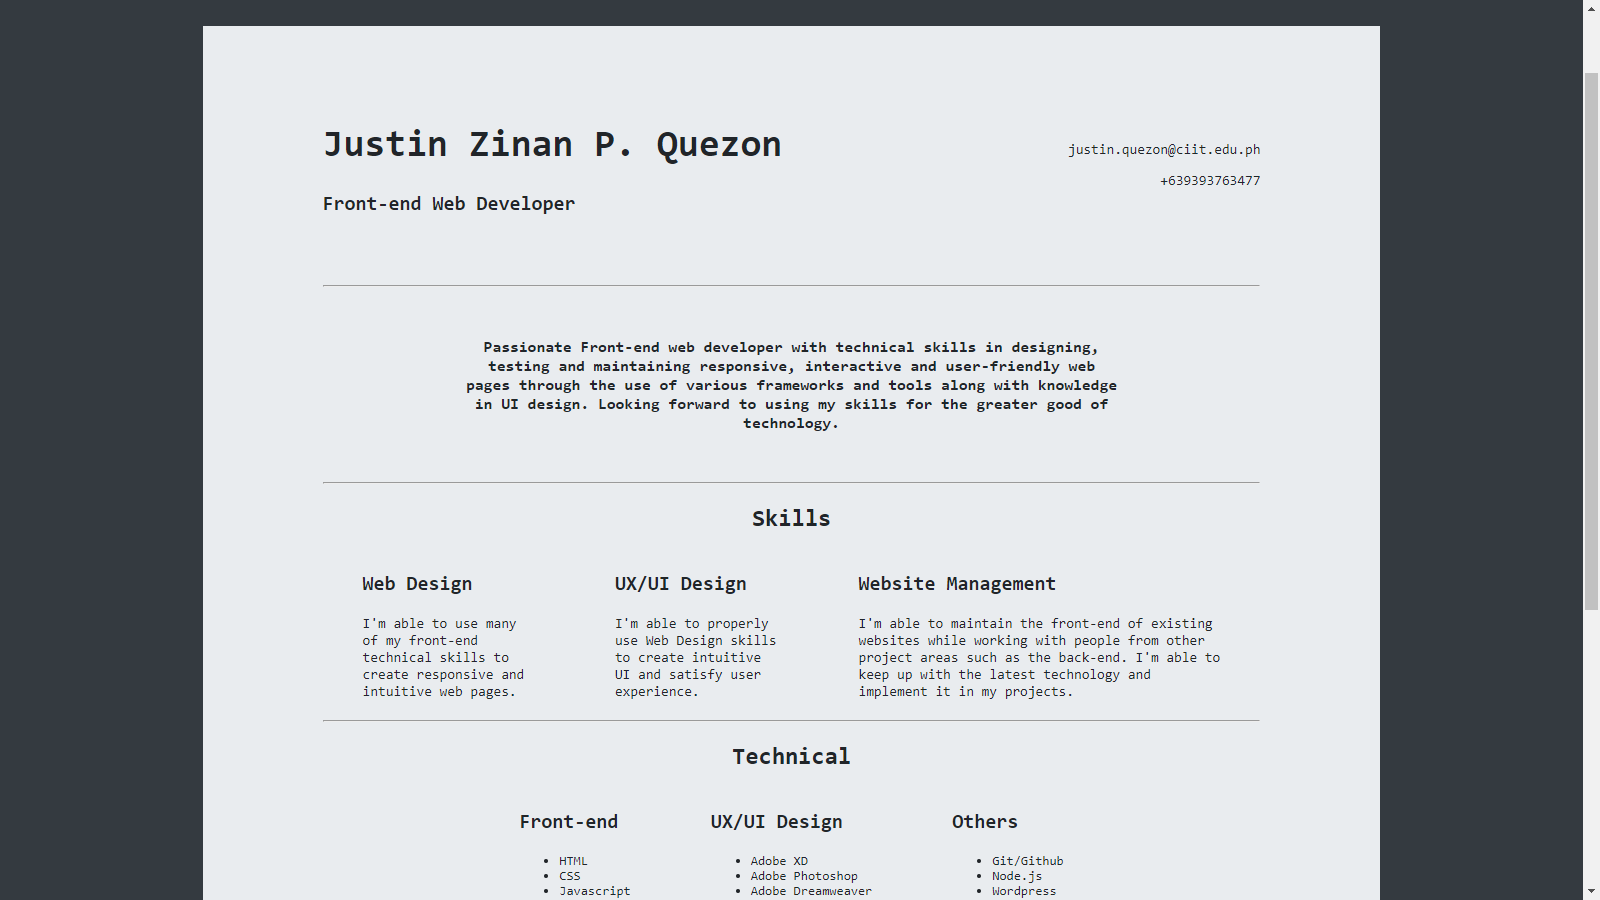 Justin Zinan P. Quezon
justin.quezon@ciit.edu.ph
+639393763477
Front-end Web Developer
Passionate Front-end web developer with technical skills in designing,
testing and maintaining responsive, interactive and user-friendly web
pages through the use of various frameworks and tools along with knowledge
in UI design. Looking forward to using my skills for the greater good of
technology.
Skills
Web Design
I'm able to use many
of my front-end
technical skills to
create responsive and
intuitive web pages.
UX/UI Design
I'm able to properly
use Web Design skills
to create intuitive
UI and satisfy user
experience.
Website Management
I'm able to maintain the front-end of existing
websites while working with people from other
project areas such as the back-end. I'm able to
keep up with the latest technology and
implement it in my projects.
Technical
Front-end
• HTML
• CSS
• Javascript
UX/UI Design
• Adobe XD
• Adobe Photoshop
• Adobe Dreamweaver
Others
• Git/Github
• Node.js
• Wordpress